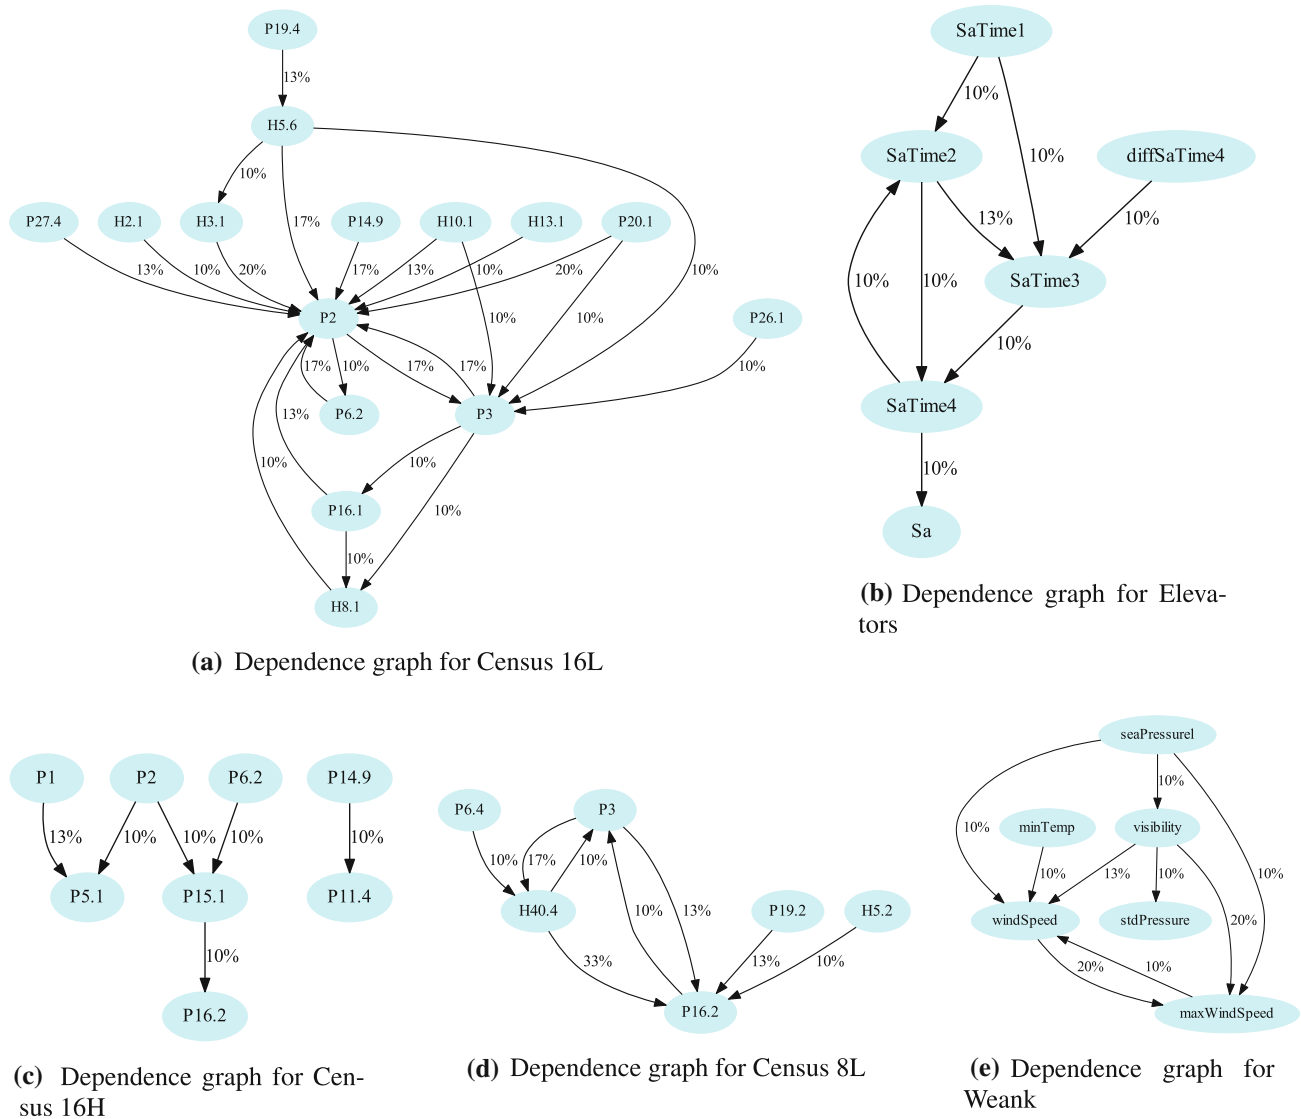 P19.4
13%
H5.6
10%
P27.4
H2.1
H3.1
17%
P14.9
H10.1
H13.1
P20.1
13%
10%
20%
17%
13%
10%
20%
10%
P2
10%
10%
P26.1
17%
10%
17%
17%
10%
P6.2
P3
13%
10%
10%
P16.1
10%
10%
H8.1
(a) Dependence graph for Census 16L
SaTime1
10%
SaTime2
10%
diffSaTime4
13%
10%
10%
10%
SaTime3
10%
SaTime4
10%
Sa
(b) Dependence graph for Eleva-
tors
P1
P2
P6.2
P14.9
13%
10%
10%
10%
10%
P5.1
P15.1
P11.4
10%
P16.2
(c) Dependence graph for Cen-
sus 16H
P6.4
P3
10%
17%
10%
H40.4
10%
13%
P19.2
H5.2
33%
13%
10%
P16.2
(d) Dependence graph for Census 8L
seaPressurel
10%
10%
minTemp
visibility
10%
13%
10%
10%
windSpeed
stdPressure
20%
20%
10%
maxWindSpeed
(e) Dependence graph for
Weank